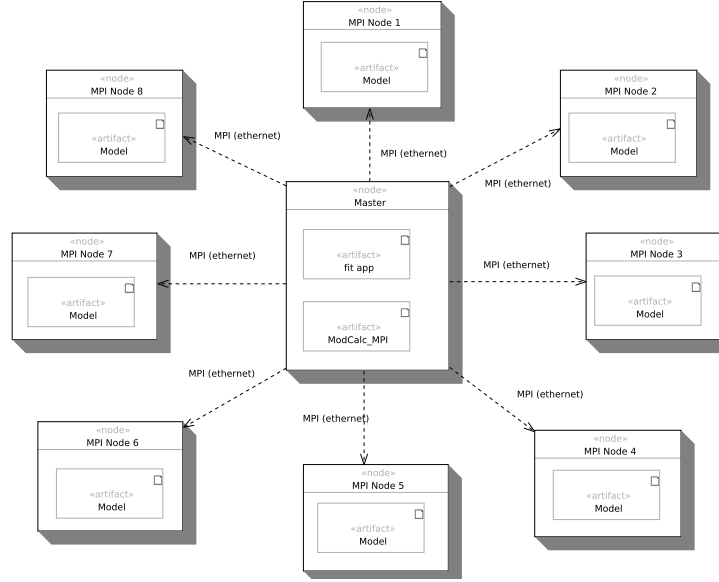 «node»
MPI Node 1
«artifact»
Model
«node»
MPI Node 8
«artifact»
Model
«node»
MPI Node 2
«artifact»
Model
MPI (ethernet)
MPI (ethernet)
MPI (ethernet)
«node»
Master
«artifact»
fit app
«artifact»
ModCalc_MPI
«node»
MPI Node 7
«artifact»
Model
MPI (ethernet)
MPI (ethernet)
«node»
MPI Node 3
«artifact»
Model
MPI (ethernet)
MPI (ethernet)
MPI (ethernet)
«node»
MPI Node 6
«artifact»
Model
«node»
MPI Node 5
«artifact»
Model
«node»
MPI Node 4
«artifact»
Model